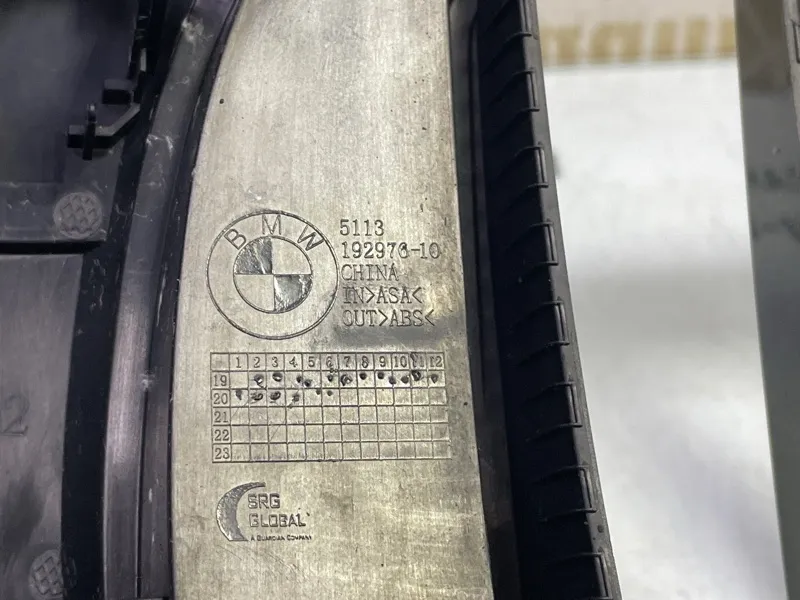 BMW
5113
192976-10
CHINA
IN>ASA<
OUT>ABS<
1 2 3 4 5 6 7 8 9 10 11 12
19
20
21
22
23
SRG
GLOBAL
A GUARDIAN COMPANY
2